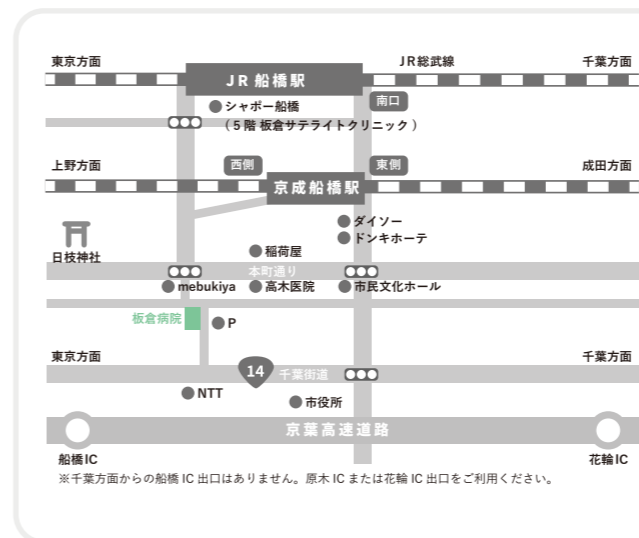 東京方面
JR総武線
千葉方面
JR 船橋駅
南口
シャポー船橋
( 5 階 板倉サテライトクリニック )
上野方面
西側
東側
成田方面
京成船橋駅
ダイソー
ドンキホーテ
日枝神社
稲荷屋
本町通り
mebukiya
高木医院
市民文化ホール
板倉病院
P
東京方面
千葉方面
14
千葉街道
NTT
市役所
京葉高速道路
船橋IC
花輪IC
※千葉方面からの船橋 IC 出口はありません。原木 IC または花輪 IC 出口をご利用ください。